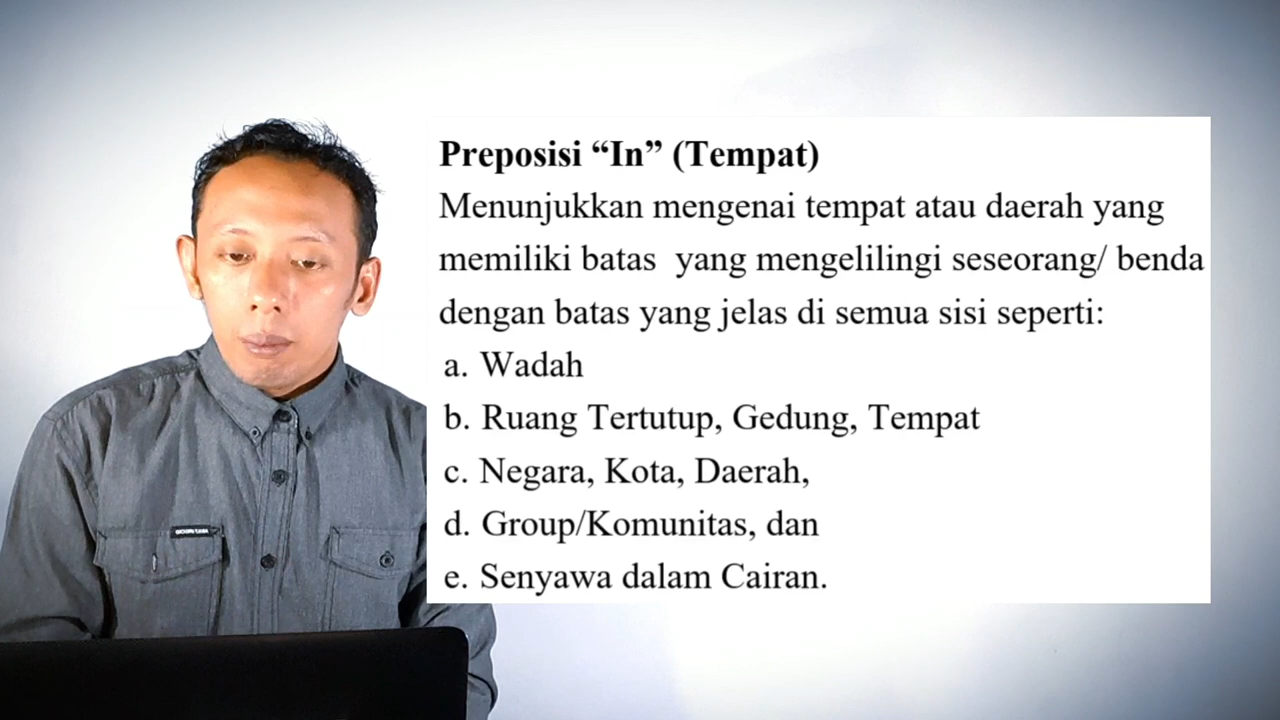 Preposisi “In” (Tempat)
Menunjukkan mengenai tempat atau daerah yang
memiliki batas  yang mengelilingi seseorang/ benda
dengan batas yang jelas di semua sisi seperti:
a. Wadah
b. Ruang Tertutup, Gedung, Tempat
c. Negara, Kota, Daerah,
d. Group/Komunitas, dan
e. Senyawa dalam Cairan.